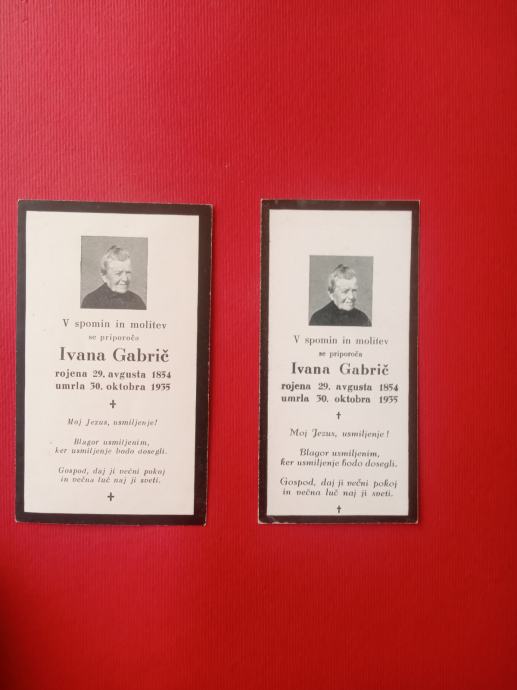 V spomin in molitev
se priporoča
Ivana Gabrič
rojena 29. avgusta 1854
umrla 30. oktobra 1935
Moj Jezus, usmiljenje!
Blagor usmiljenim,
ker usmiljenje bodo dosegli.
Gospod, daj ji večni pokoj
in večna luč naj ji sveti.
V spomin in molitev
se priporoča
Ivana Gabrič
rojena 29. avgusta 1854
umrla 30. oktobra 1935
Moj Jezus, usmiljenje!
Blagor usmiljenim,
ker usmiljenje bodo dosegli.
Gospod, daj ji večni pokoj
in večna luč naj ji sveti.